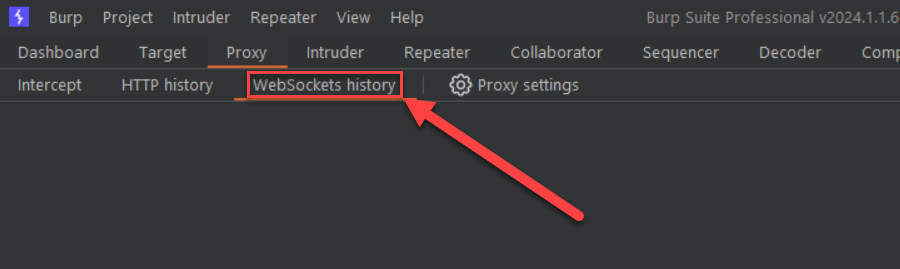 Burp Project Intruder Repeater View Help Burp Suite Professional v2024.1.1.6
Dashboard Target Proxy Intruder Repeater Collaborator Sequencer Decoder Comp
Intercept HTTP history WebSockets history Proxy settings